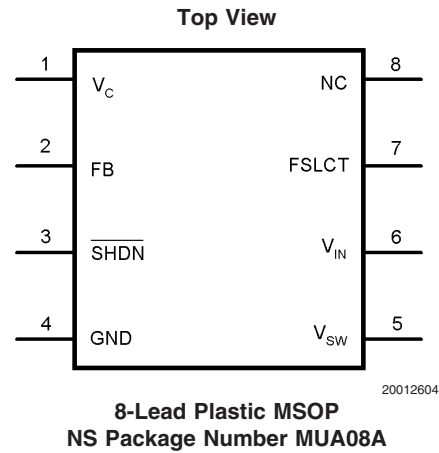 Top View
1 V_C NC 8
2 FB FSLCT 7
3 S̅H̅D̅N̅ V_IN 6
4 GND V_SW 5
20012604
8-Lead Plastic MSOP
NS Package Number MUA08A